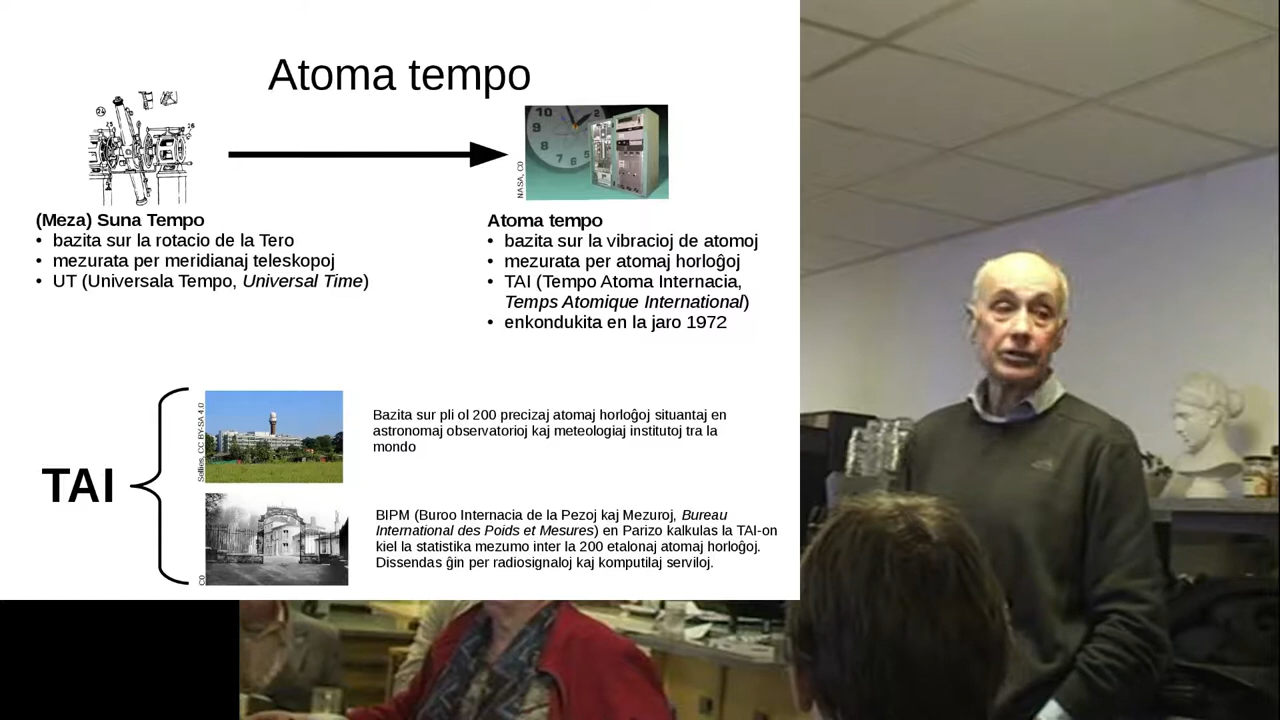 Atoma tempo
NASA, C0
(Meza) Suna Tempo
• bazita sur la rotacio de la Tero
• mezurata per meridianaj teleskopoj
• UT (Universala Tempo, Universal Time)
Atoma tempo
• bazita sur la vibracioj de atomoj
• mezurata per atomaj horloĝoj
• TAI (Tempo Atoma Internacia,
Temps Atomique International)
• enkondukita en la jaro 1972
TAI
CC BY-SA 4.0
Bazita sur pli ol 200 precizaj atomaj horloĝoj situantaj en
astronomaj observatorioj kaj meteologiaj institutoj tra la
mondo
C0
BIPM (Buroo Internacia de la Pezoj kaj Mezuroj, Bureau
International des Poids et Mesures) en Parizo kalkulas la TAI-on
kiel la statistika mezumo inter la 200 etalonaj atomaj horloĝoj.
Dissendas ĝin per radiosignaloj kaj komputilaj serviloj.